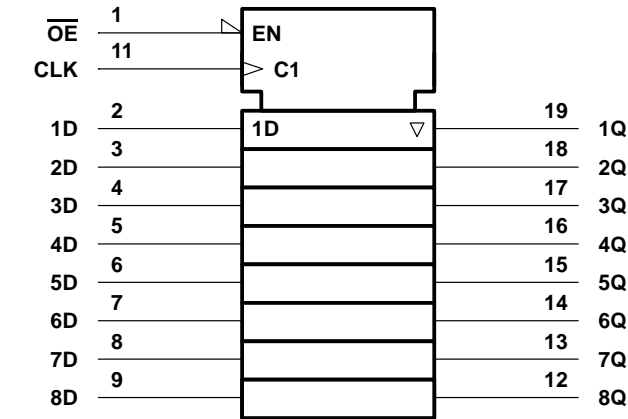 OE 1 EN
CLK 11 C1
1D 2 1D 19 1Q
2D 3 18 2Q
3D 4 17 3Q
4D 5 16 4Q
5D 6 15 5Q
6D 7 14 6Q
7D 8 13 7Q
8D 9 12 8Q